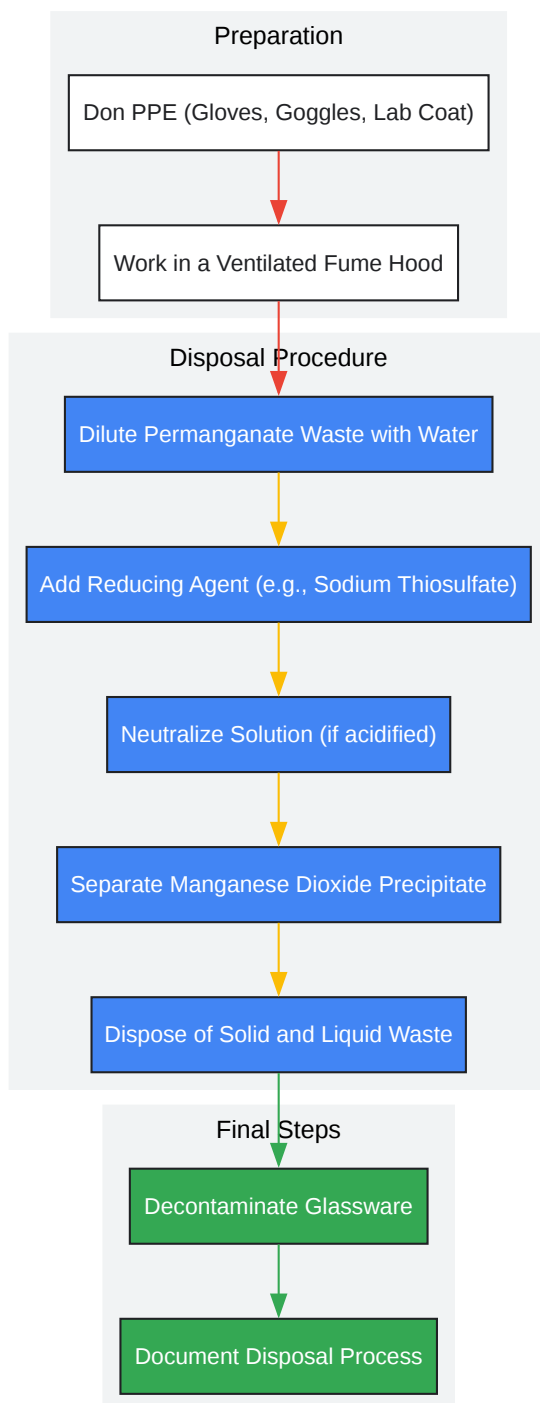 Preparation
Don PPE (Gloves, Goggles, Lab Coat)
Work in a Ventilated Fume Hood
Disposal Procedure
Dilute Permanganate Waste with Water
Add Reducing Agent (e.g., Sodium Thiosulfate)
Neutralize Solution (if acidified)
Separate Manganese Dioxide Precipitate
Dispose of Solid and Liquid Waste
Final Steps
Decontaminate Glassware
Document Disposal Process